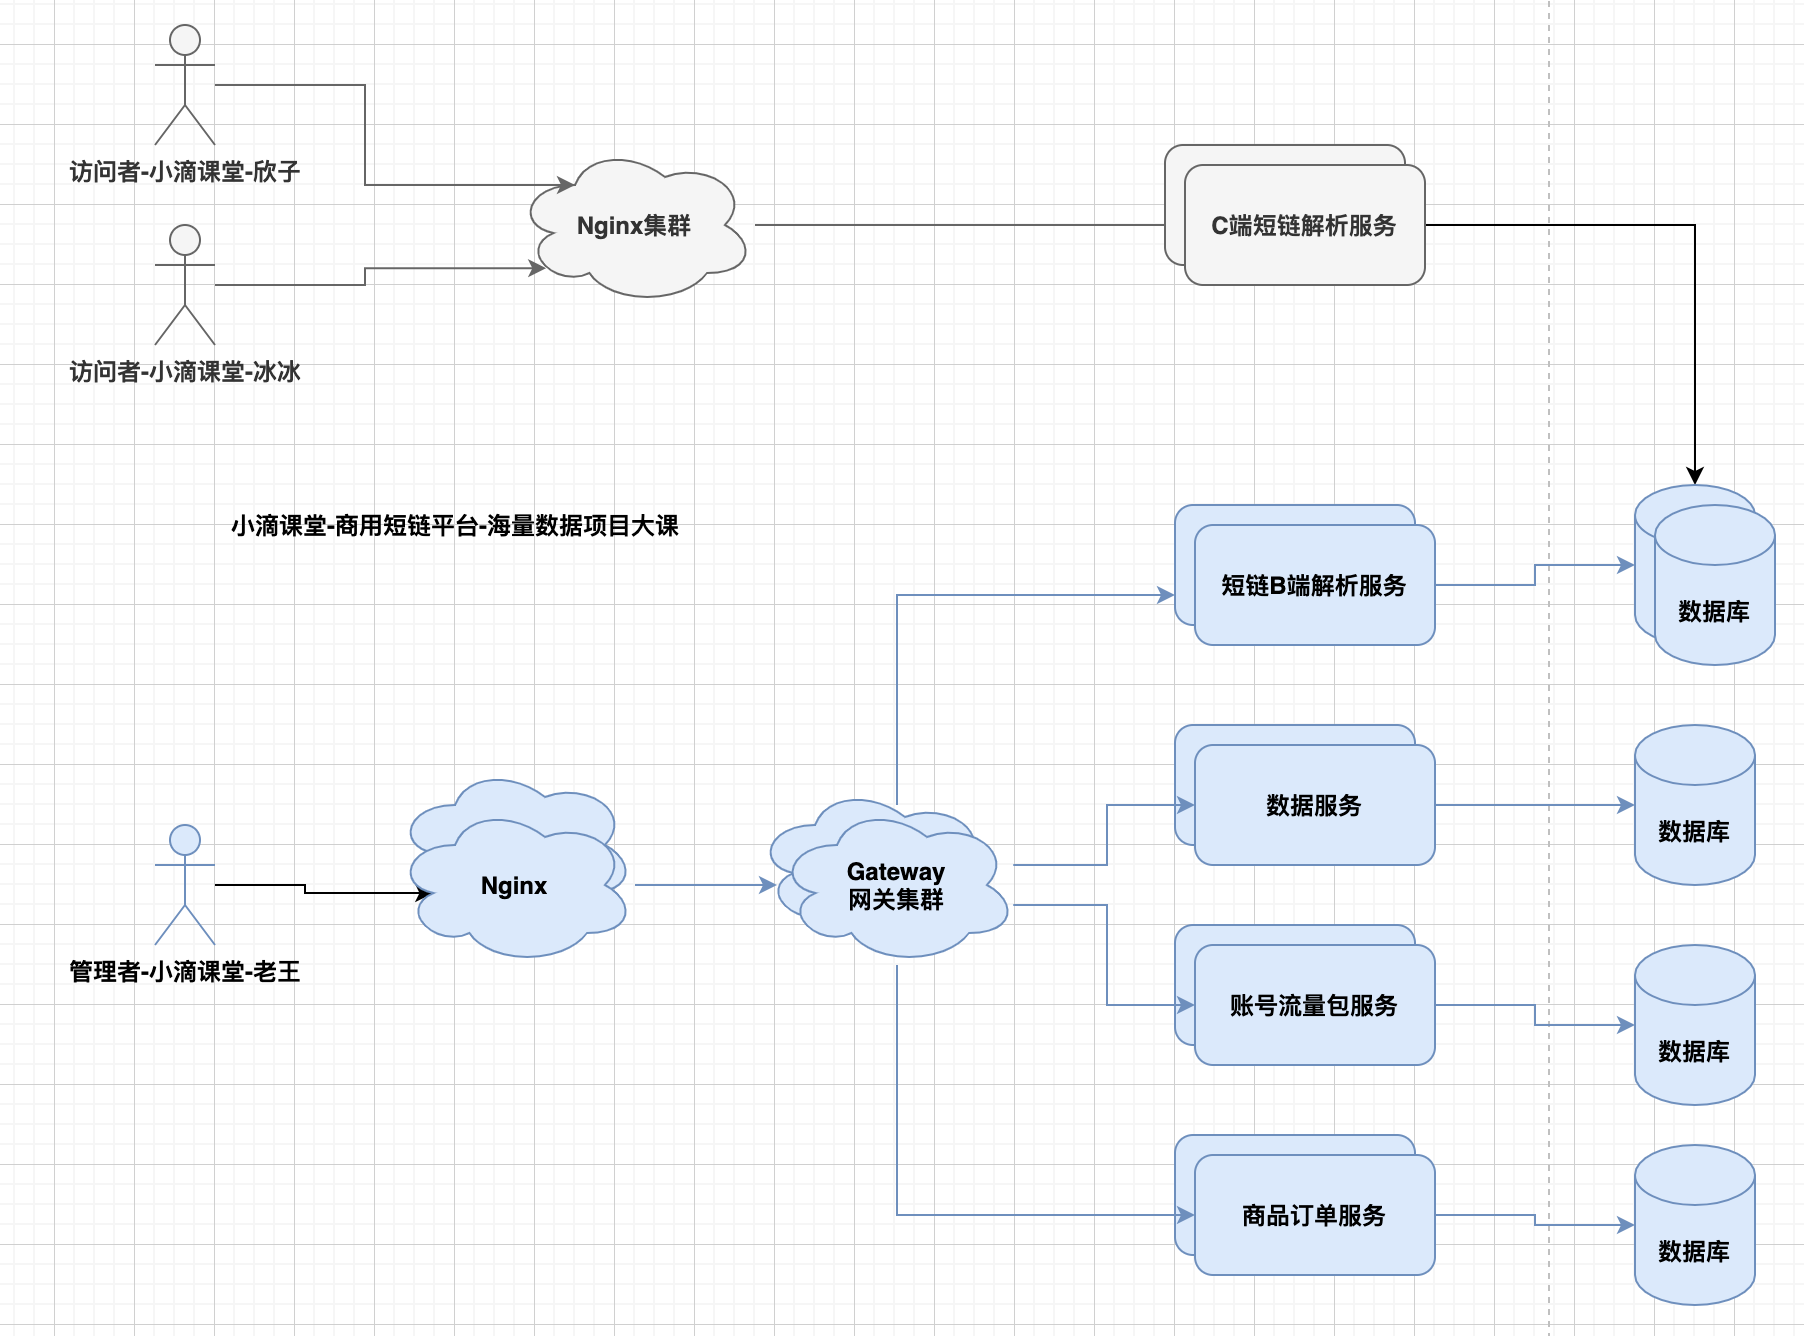 访问者-小滴课堂-欣子
Nginx集群
C端短链解析服务
访问者-小滴课堂-冰冰
小滴课堂-商用短链平台-海量数据项目大课
短链B端解析服务
数据库
数据服务
数据库
Nginx
Gateway
网关集群
管理者-小滴课堂-老王
账号流量包服务
数据库
商品订单服务
数据库